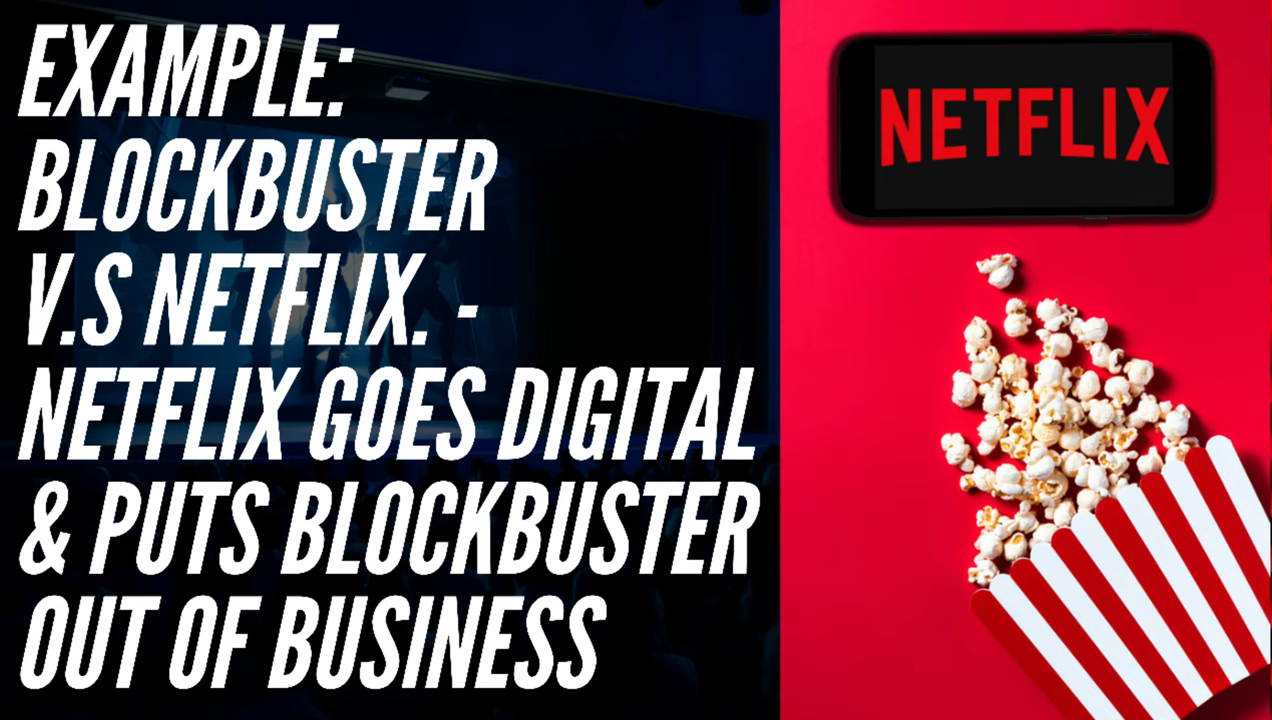 EXAMPLE:
BLOCKBUSTER
V.S NETFLIX. -
NETFLIX GOES DIGITAL
& PUTS BLOCKBUSTER
OUT OF BUSINESS
NETFLIX